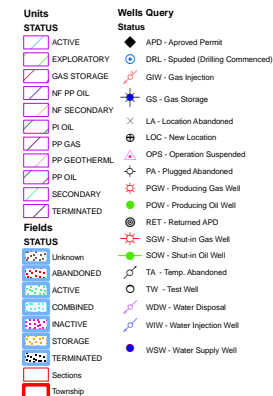 Units
STATUS
ACTIVE
EXPLORATORY
GAS STORAGE
NF PP OIL
NF SECONDARY
PI OIL
PP GAS
PP GEOTHERML
PP OIL
SECONDARY
TERMINATED
Fields
STATUS
Unknown
ABANDONED
ACTIVE
COMBINED
INACTIVE
STORAGE
TERMINATED
Sections
Township
Wells Query
Status
APD - Aproved Permit
DRL - Spuded (Drilling Commenced)
GIW - Gas Injection
GS - Gas Storage
LA - Location Abandoned
LOC - New Location
OPS - Operation Suspended
PA - Plugged Abandoned
PGW - Producing Gas Well
POW - Producing Oil Well
RET - Returned APD
SGW - Shut-in Gas Well
SOW - Shut-in Oil Well
TA - Temp. Abandoned
TW - Test Well
WDW - Water Disposal
WIW - Water Injection Well
WSW - Water Supply Well